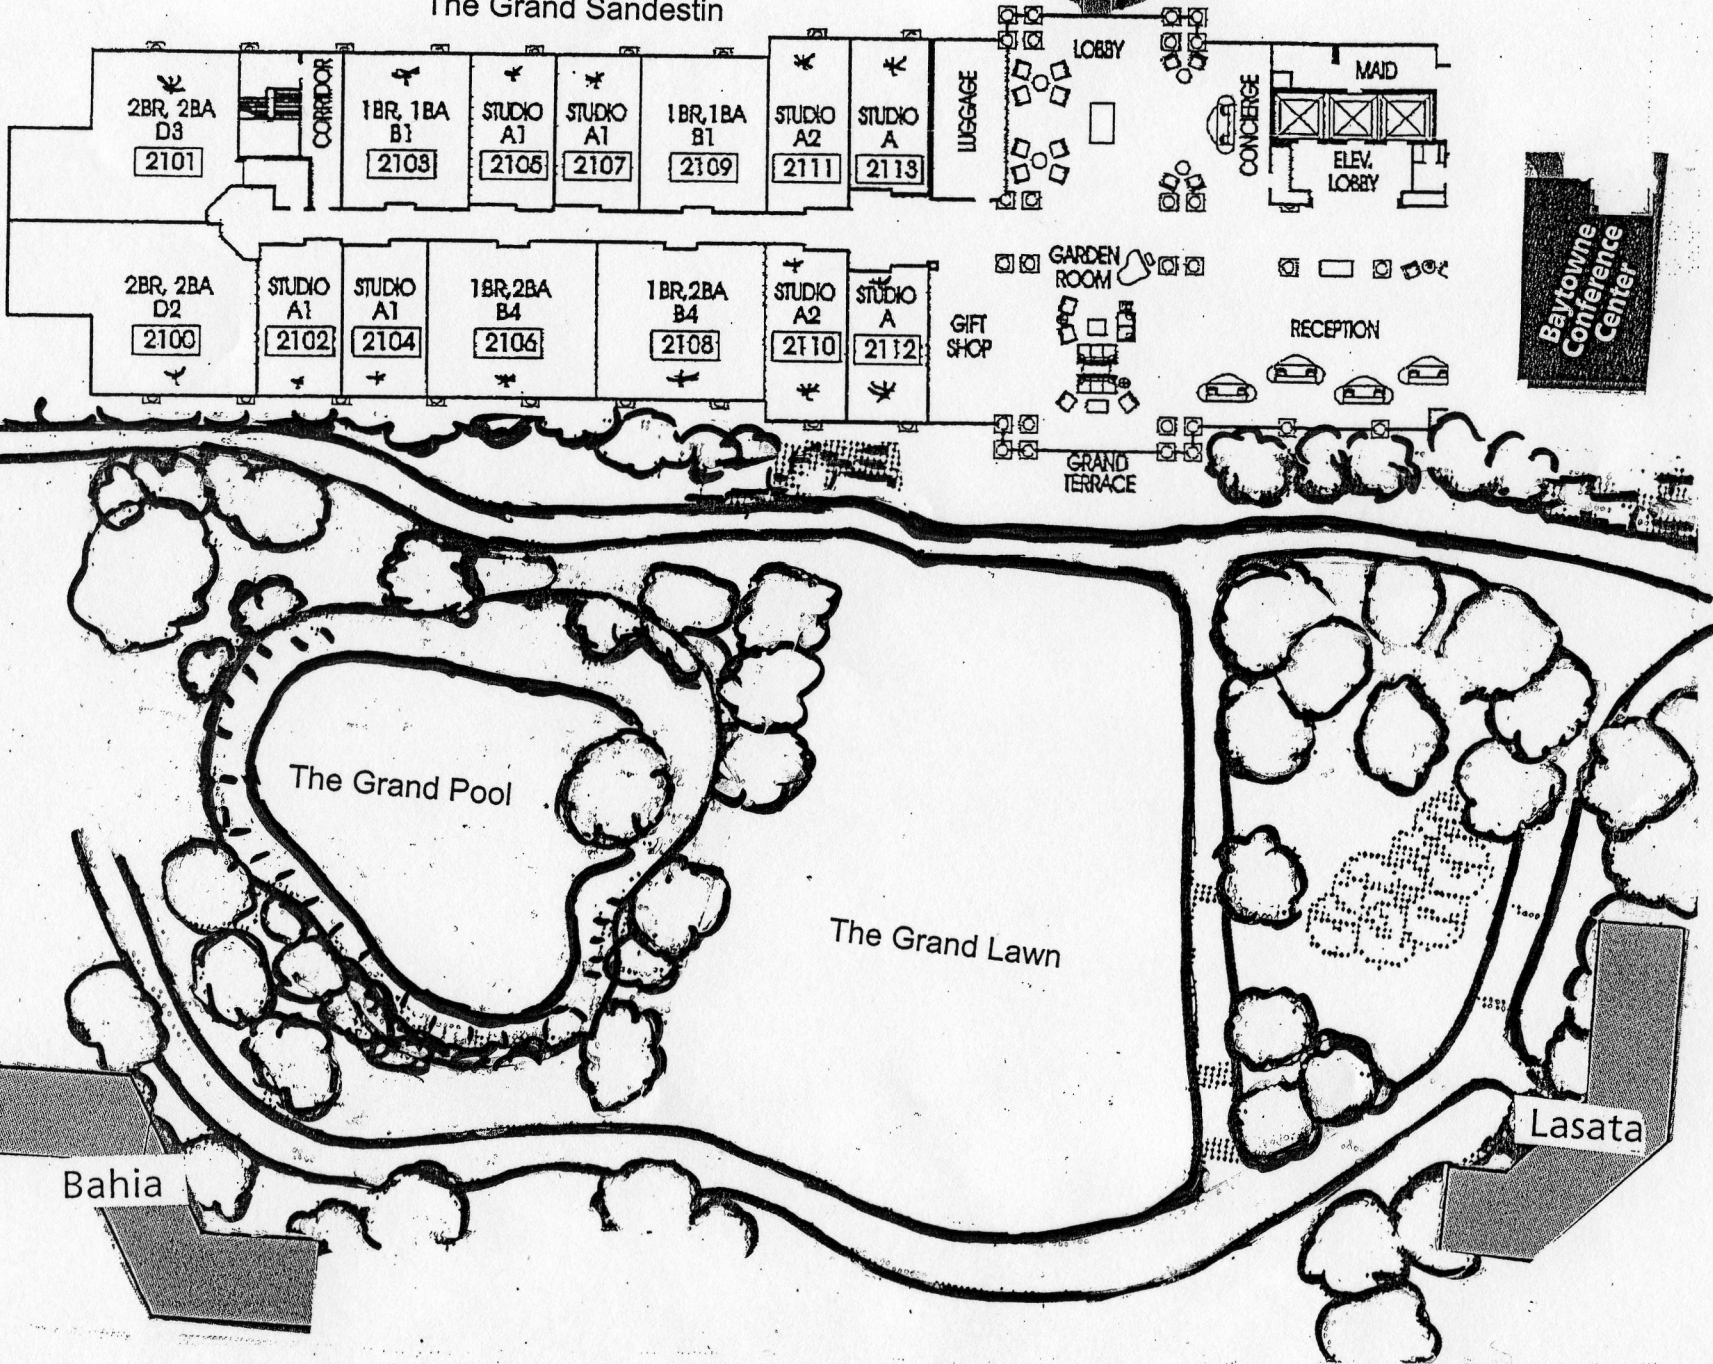 The Grand Sandestin
2BR, 2BA
D3
2101
CORRIDOR
1BR, 1BA
B1
2103
STUDIO
A1
2105
STUDIO
A1
2107
1BR,1BA
B1
2109
STUDIO
A2
2111
STUDIO
A
2113
LUGGAGE
LOBBY
CONCIERGE
MAID
ELEV.
LOBBY
Baytowne
Conference
Center
2BR, 2BA
D2
2100
STUDIO
A1
2102
STUDIO
A1
2104
1BR,2BA
B4
2106
1BR,2BA
B4
2108
STUDIO
A2
2110
STUDIO
A
2112
GIFT
SHOP
GARDEN
ROOM
RECEPTION
GRAND
TERRACE
The Grand Pool
The Grand Lawn
Bahia
Lasata